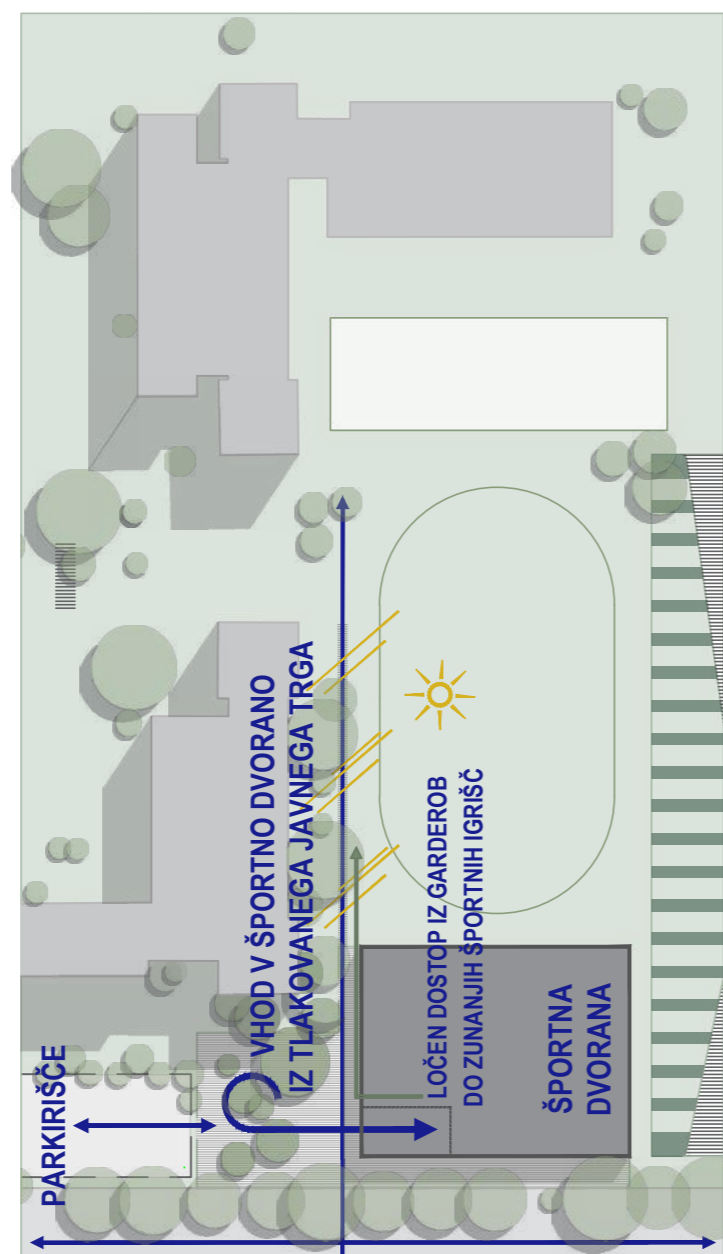 PARKIRIŠČE
VHOD V ŠPORTNO DVORANO
IZ TLAKOVANEGA JAVNEGA TRGA
LOČEN DOSTOP IZ GARDEROB
DO ZUNANJIH ŠPORTNIH IGRIŠČ
ŠPORTNA
DVORANA